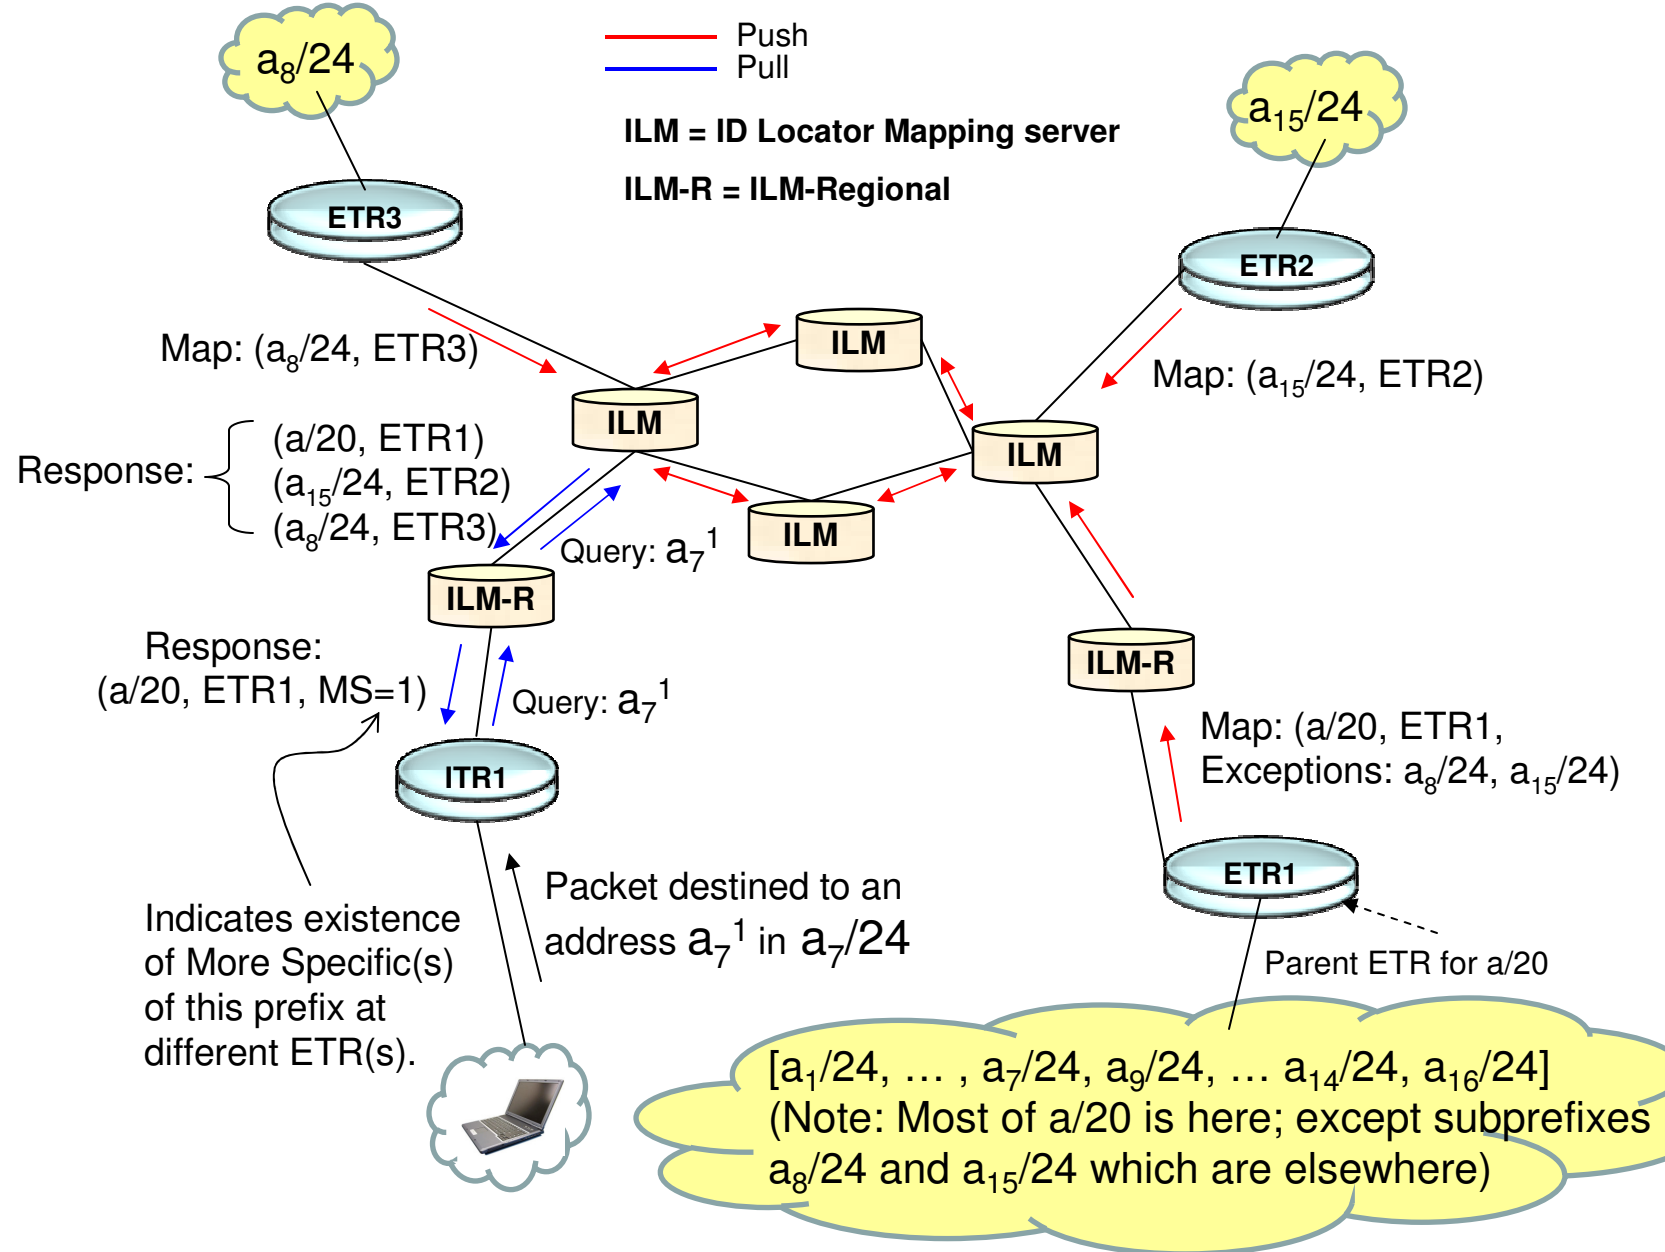 a₈/24
Push
Pull
a₁₅/24
ILM = ID Locator Mapping server
ILM-R = ILM-Regional
ETR3
ETR2
Map: (a₈/24, ETR3)
ILM
Map: (a₁₅/24, ETR2)
ILM
ILM
ILM
Response:
(a/20, ETR1)
(a₁₅/24, ETR2)
(a₈/24, ETR3)
Query: a₇¹
ILM-R
ILM-R
Response:
(a/20, ETR1, MS=1)
Query: a₇¹
Map: (a/20, ETR1,
Exceptions: a₈/24, a₁₅/24)
ITR1
ETR1
Packet destined to an
address a₇¹ in a₇/24
Indicates existence
of More Specific(s)
of this prefix at
different ETR(s).
Parent ETR for a/20
[a₁/24, … , a₇/24, a₉/24, … a₁₄/24, a₁₆/24]
(Note: Most of a/20 is here; except subprefixes
a₈/24 and a₁₅/24 which are elsewhere)